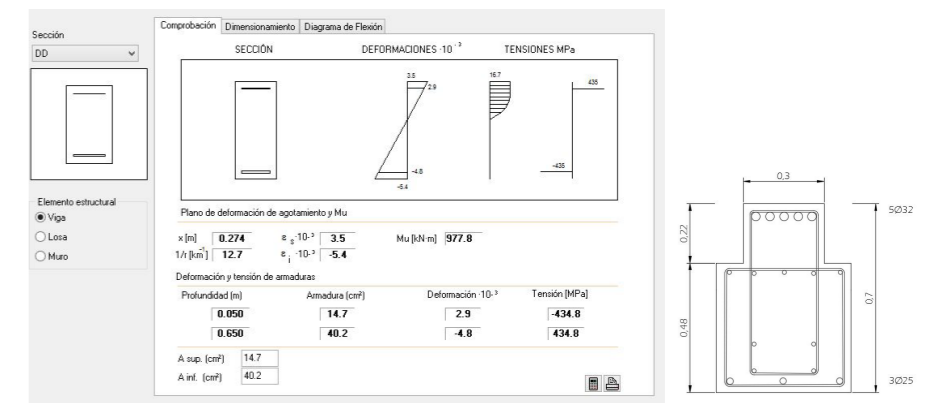 Sección
DD
Elemento estructural
Viga
Losa
Muro
Comprobación Dimensionamiento Diagrama de Flexión
SECCIÓN DEFORMACIONES ·10⁻³ TENSIONES MPa
3.5 16.7
2.9 435
-4.8 -435
-5.4
Plano de deformación de agotamiento y Mu
x [m] 0.274 ε s ·10-³ 3.5 Mu [kN·m] 977.8
1/r [km⁻¹] 12.7 ε i ·10-³ -5.4
Deformación y tensión de armaduras
Profundidad (m) Armadura (cm²) Deformación ·10-³ Tensión [MPa]
0.050 14.7 2.9 -434.8
0.650 40.2 -4.8 434.8
A sup. (cm²) 14.7
A inf. (cm²) 40.2
0,3
5Ø32
0,22
0,7
0,48
3Ø25